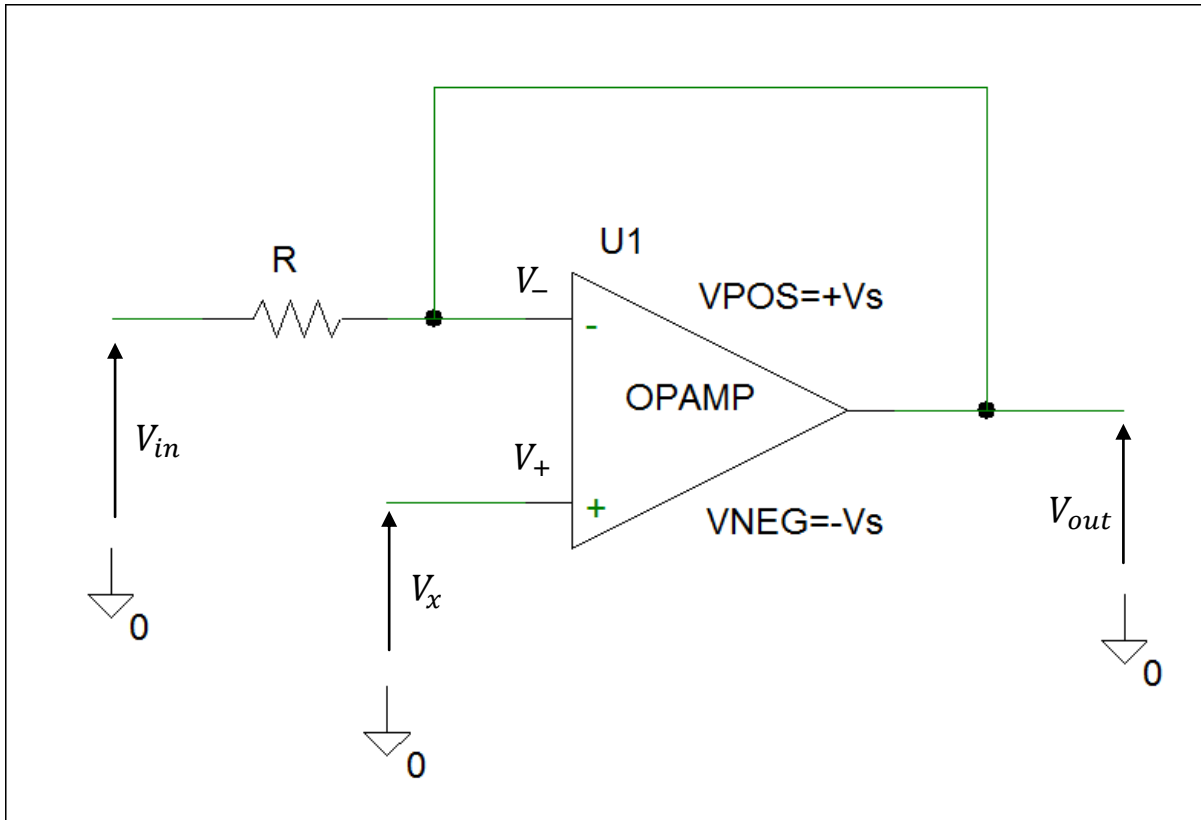 U1
R
V₋
VPOS=+Vs
-
OPAMP
V_in
V₊
+
VNEG=-Vs
V_out
V_x
0
0
0